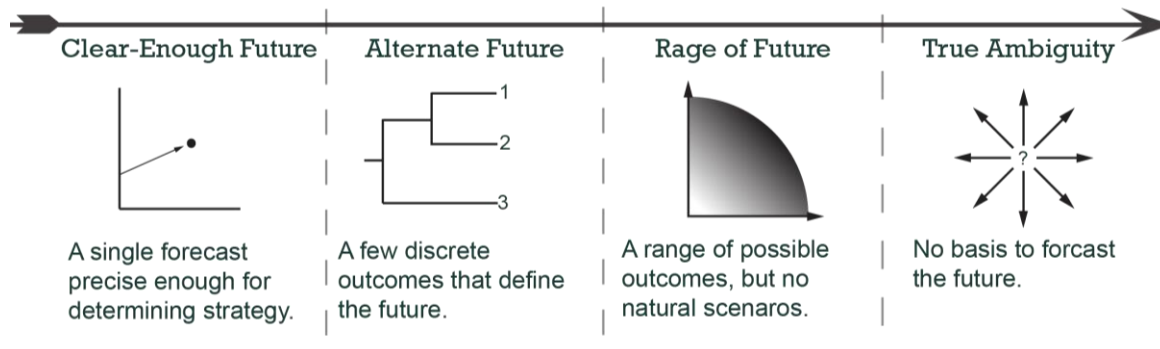 Clear-Enough Future
Alternate Future
Rage of Future
True Ambiguity
1
2
3
?
A single forecast
precise enough for
determining strategy.
A few discrete
outcomes that define
the future.
A range of possible
outcomes, but no
natural scenaros.
No basis to forcast
the future.